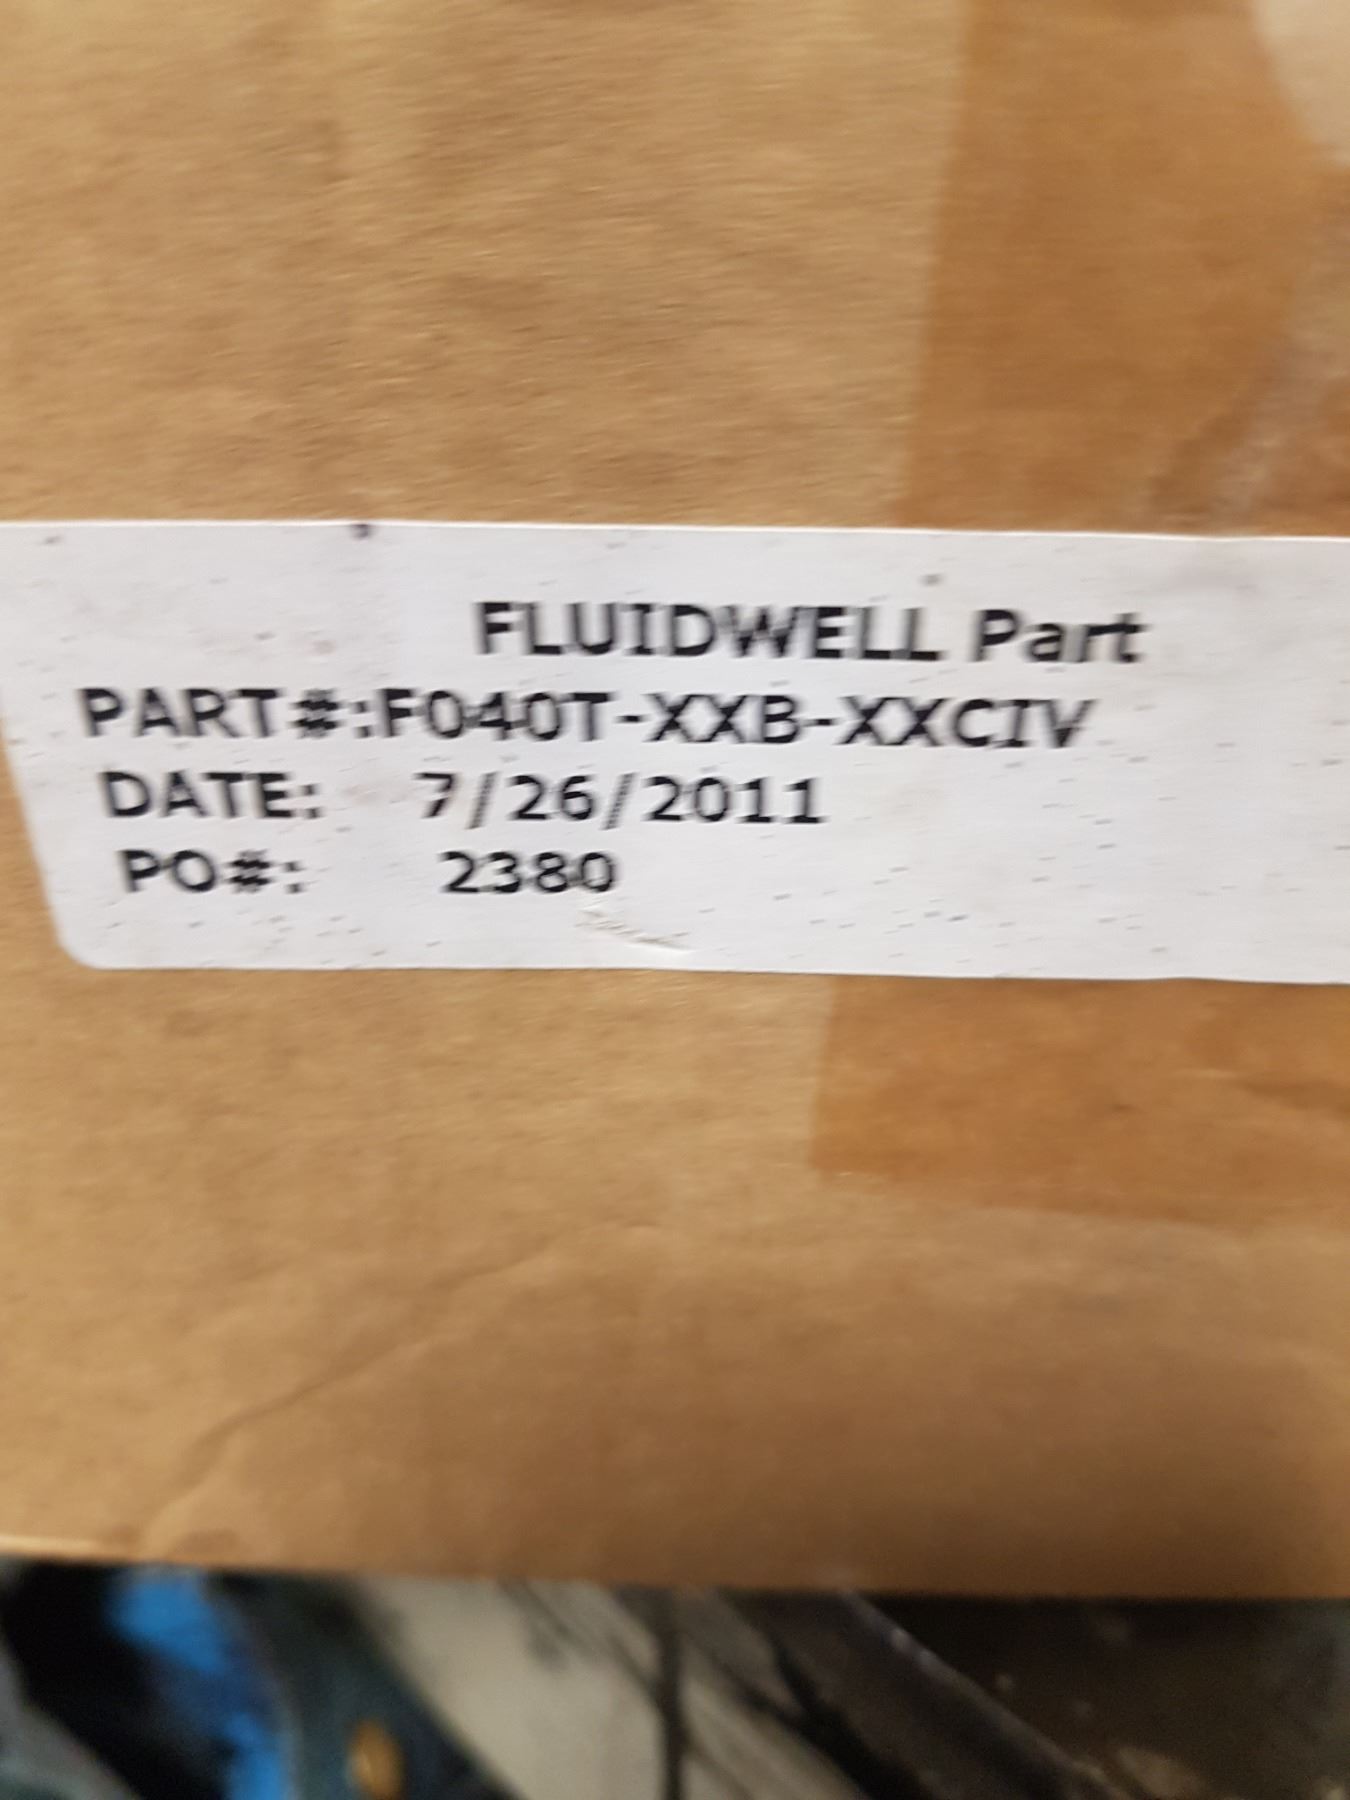 FLUIDWELL Part
PART#:F040T-XXB-XXCIV
DATE: 7/26/2011
PO#: 2380